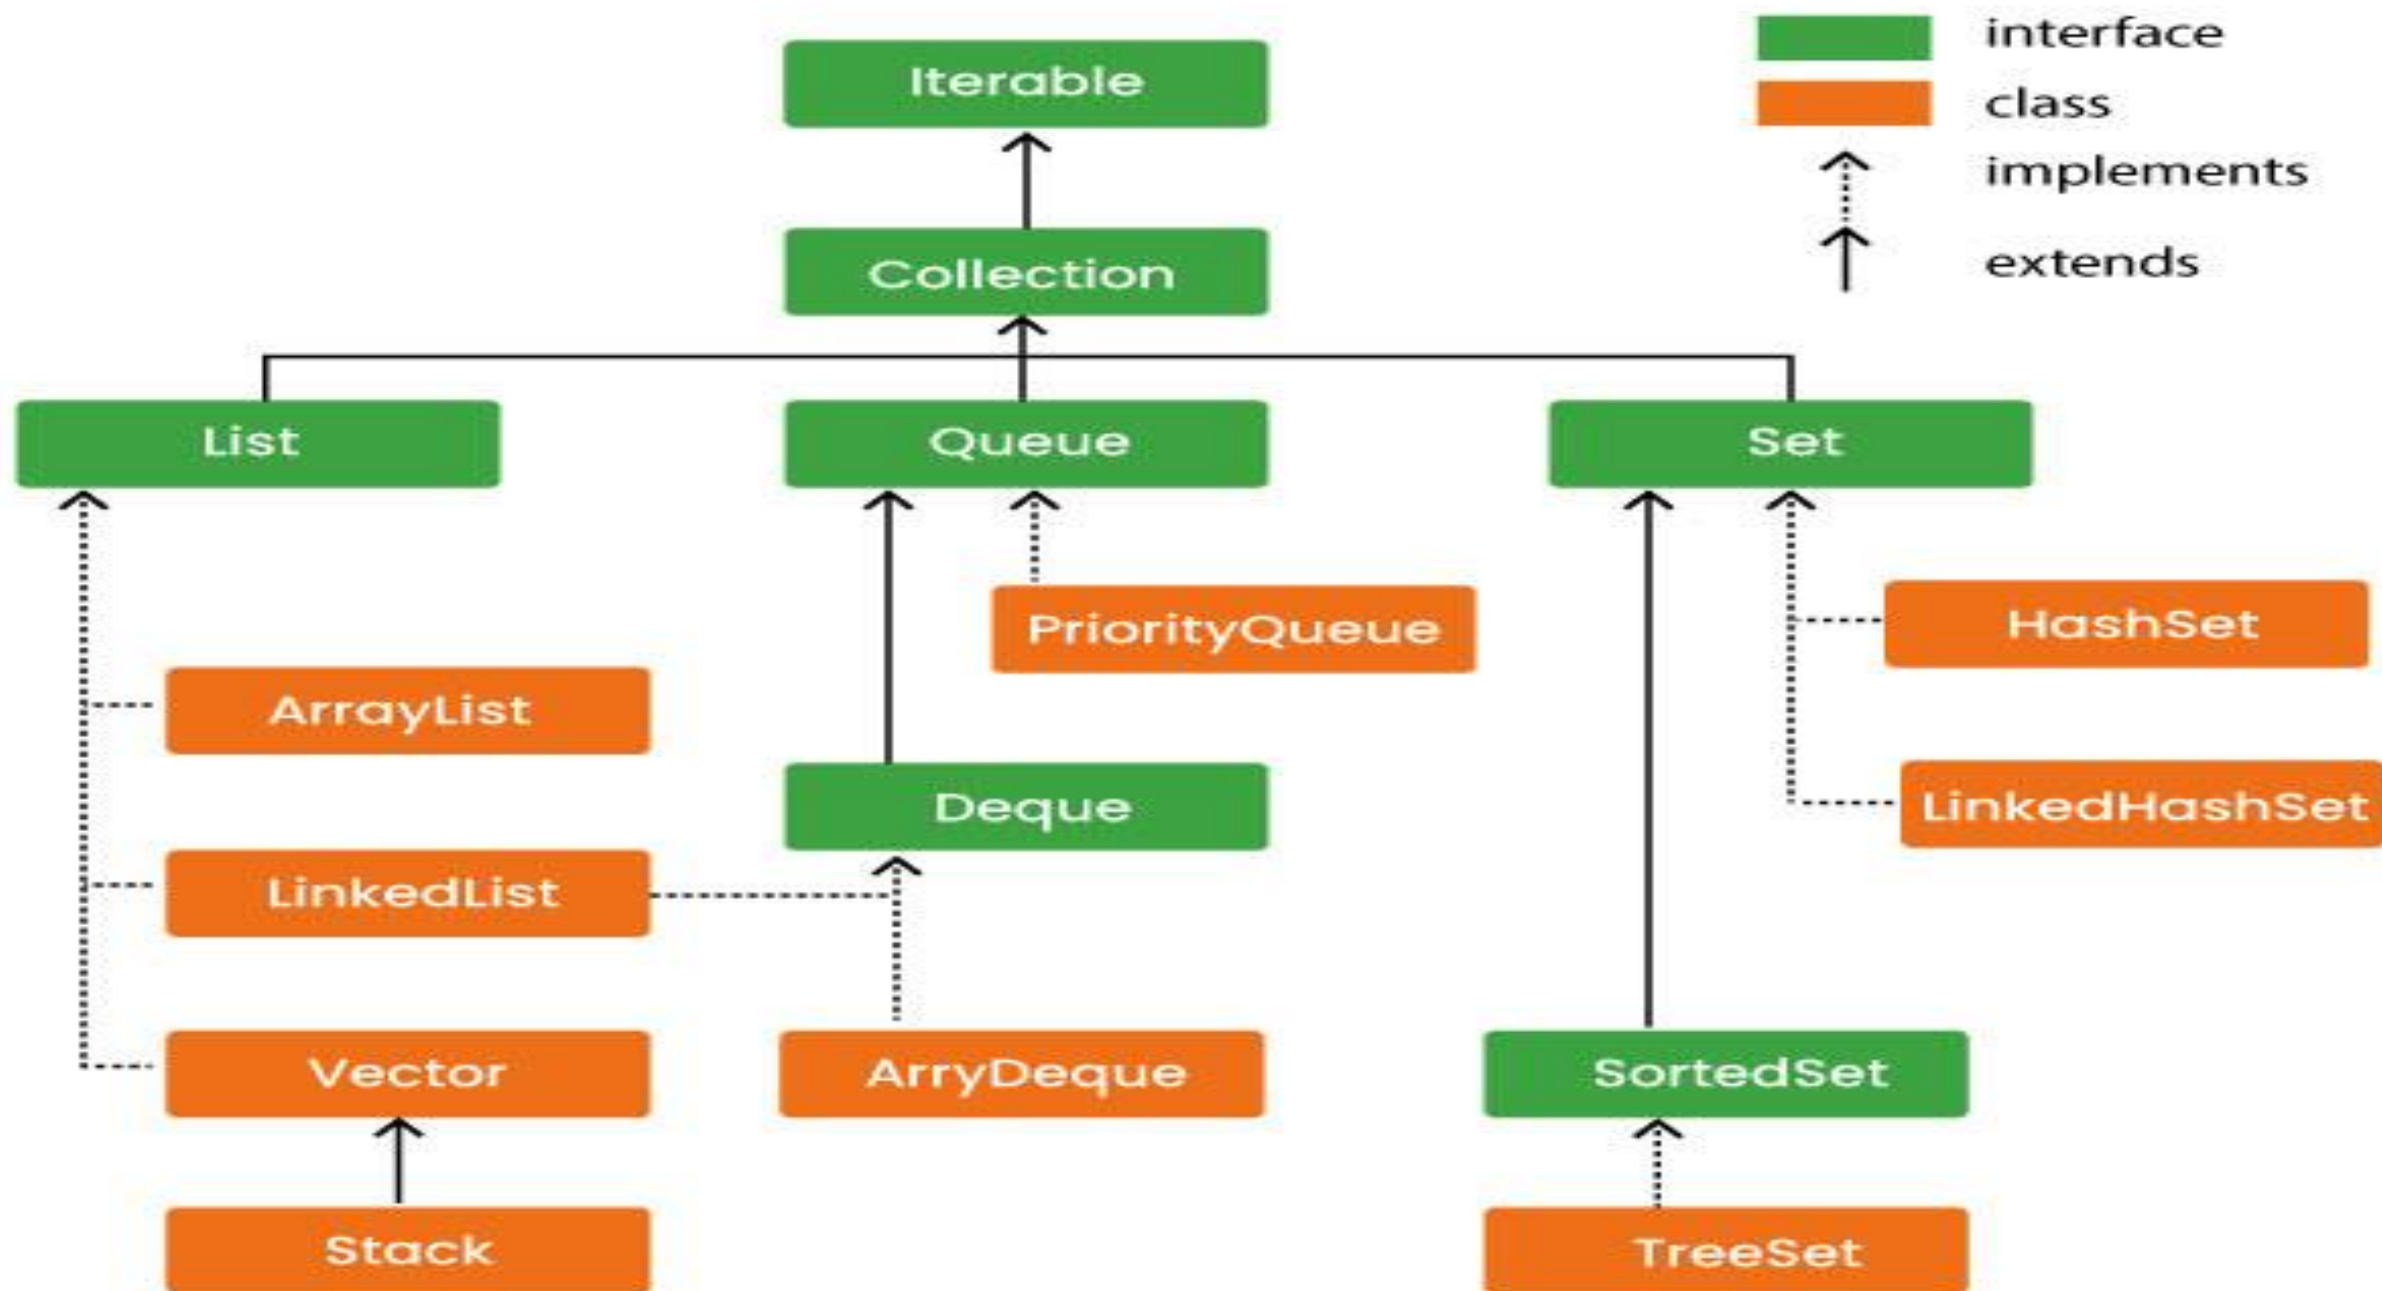 interface
Iterable
class
implements
Collection
extends
List
Queue
Set
PriorityQueue
HashSet
ArrayList
Deque
LinkedHashSet
LinkedList
Vector
ArryDeque
SortedSet
Stack
TreeSet